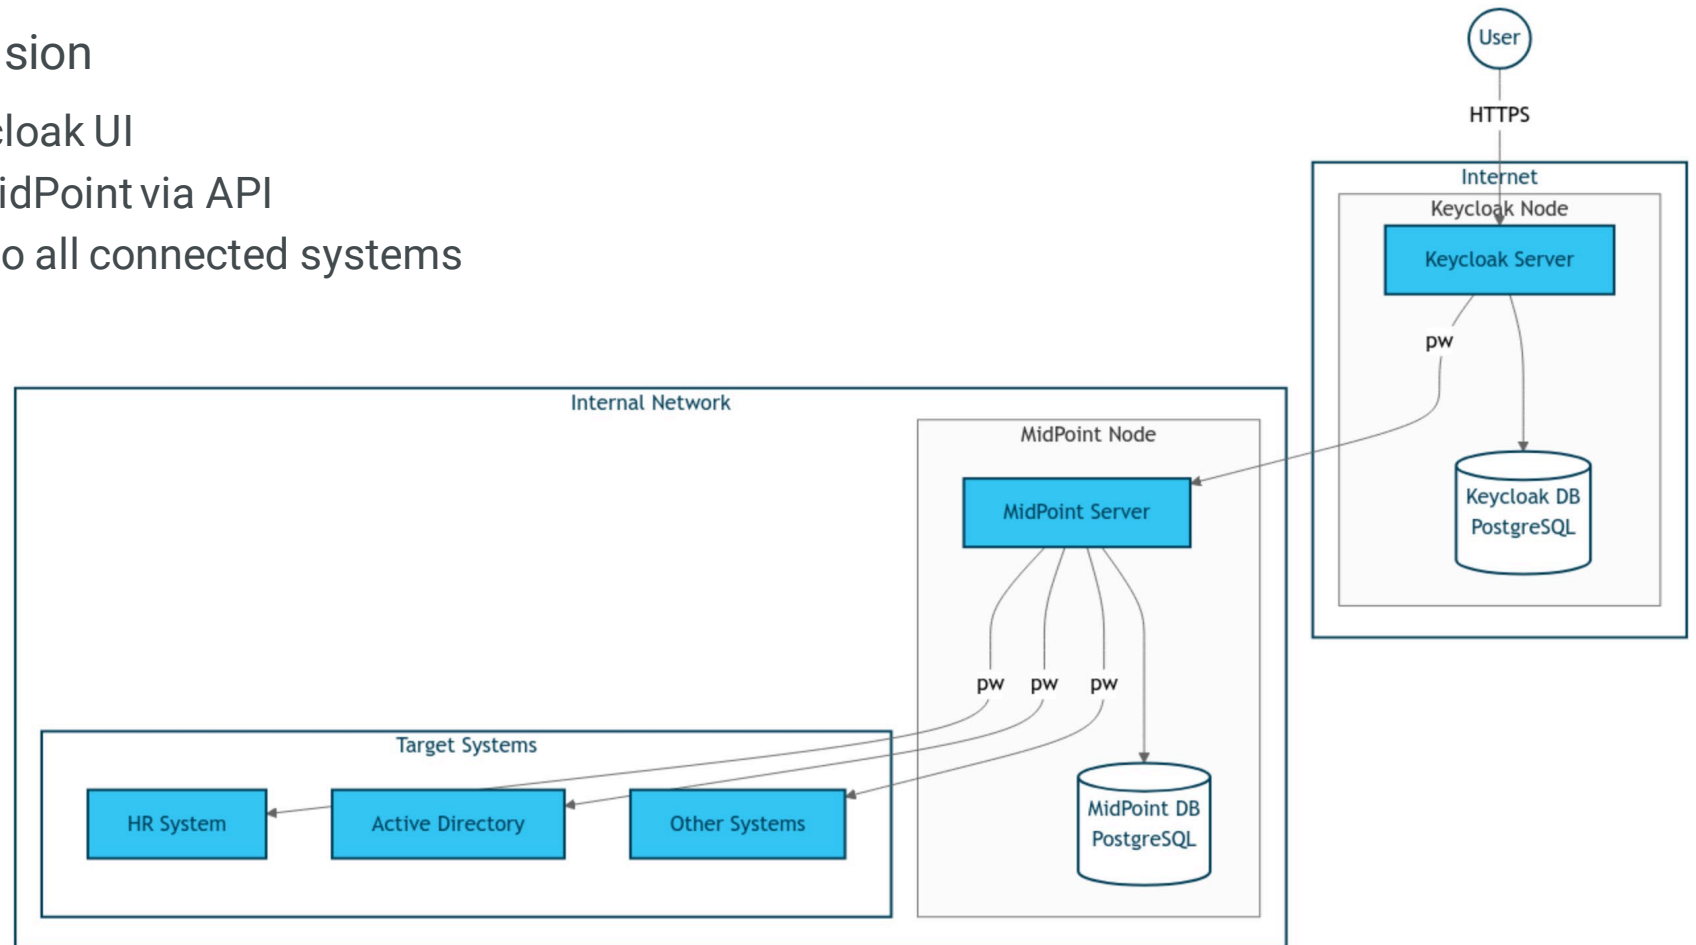 sion
cloak UI
idPoint via API
o all connected systems
User
HTTPS
Internet
Keycloak Node
Keycloak Server
pw
Keycloak DB
PostgreSQL
Internal Network
MidPoint Node
MidPoint Server
pw pw pw
Target Systems
HR System
Active Directory
Other Systems
MidPoint DB
PostgreSQL